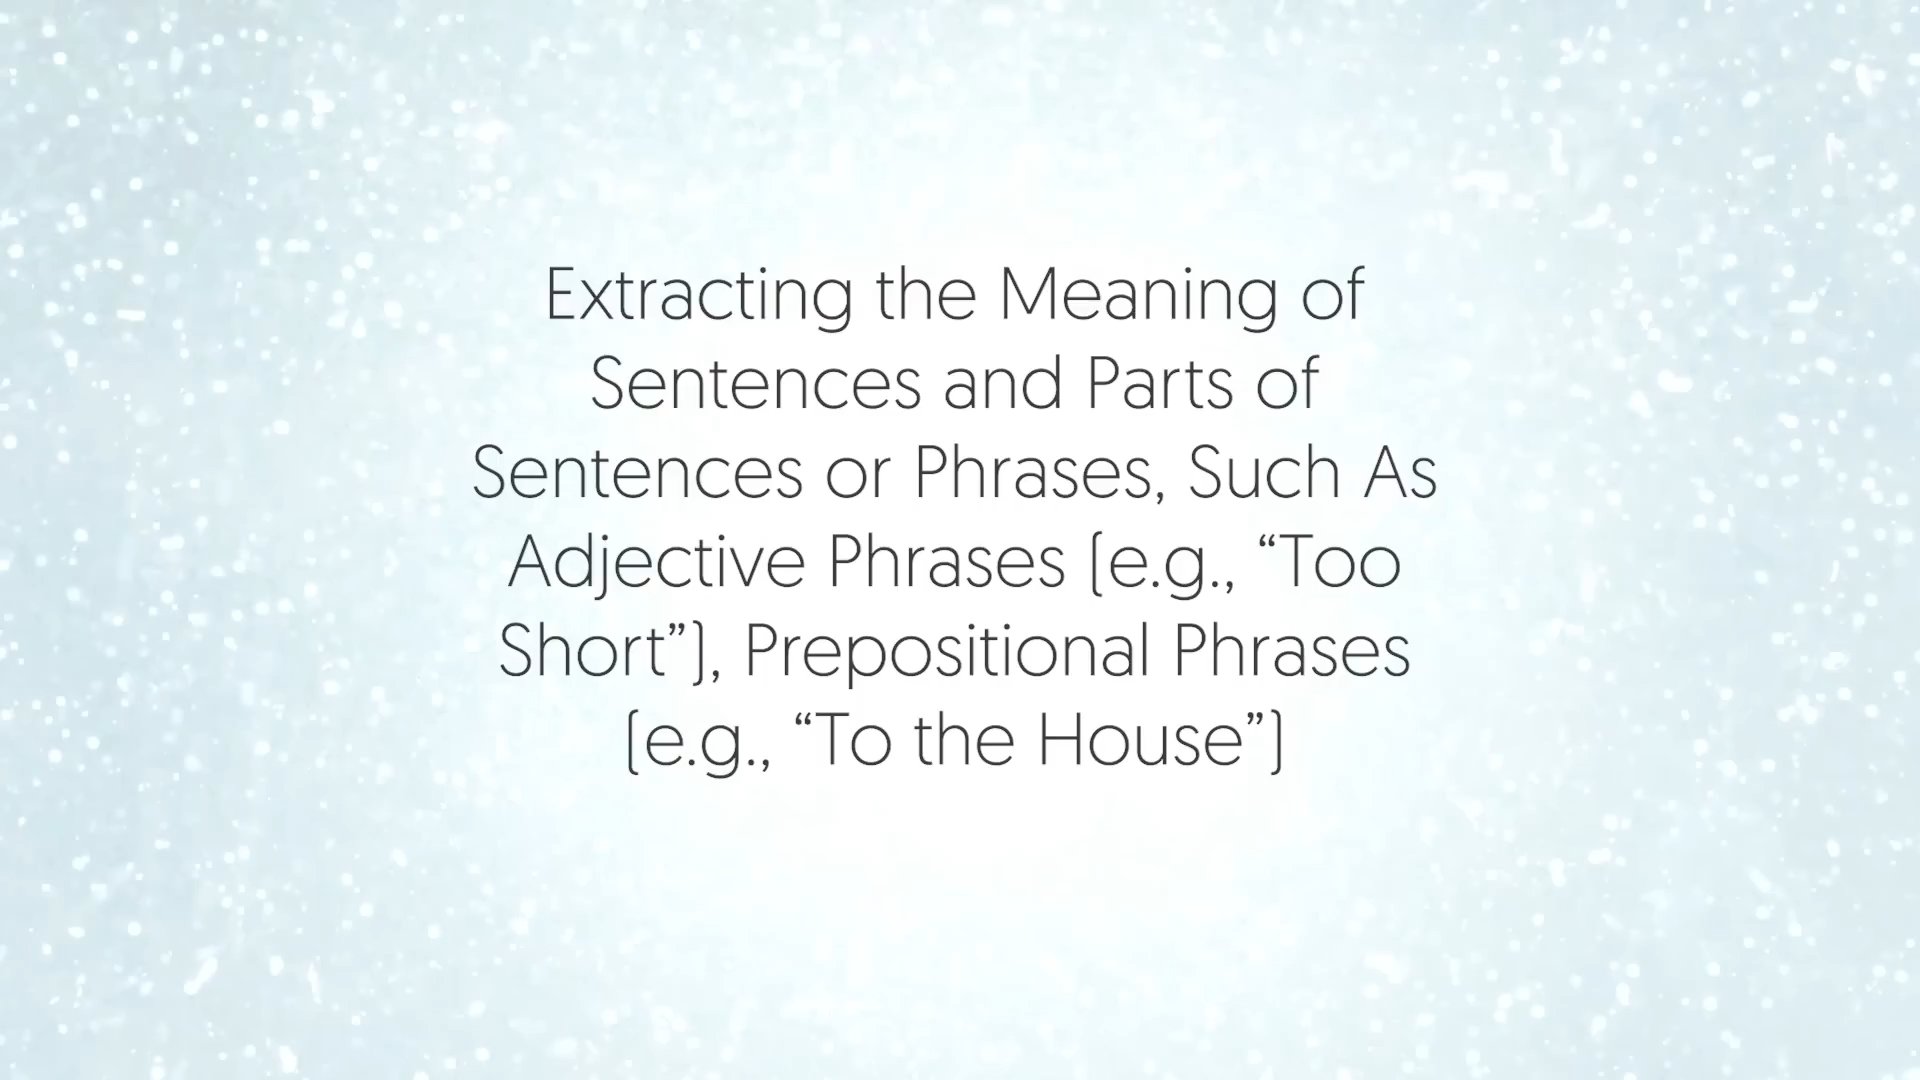 Extracting the Meaning of
Sentences and Parts of
Sentences or Phrases, Such As
Adjective Phrases (e.g., “Too
Short”), Prepositional Phrases
(e.g., “To the House”)